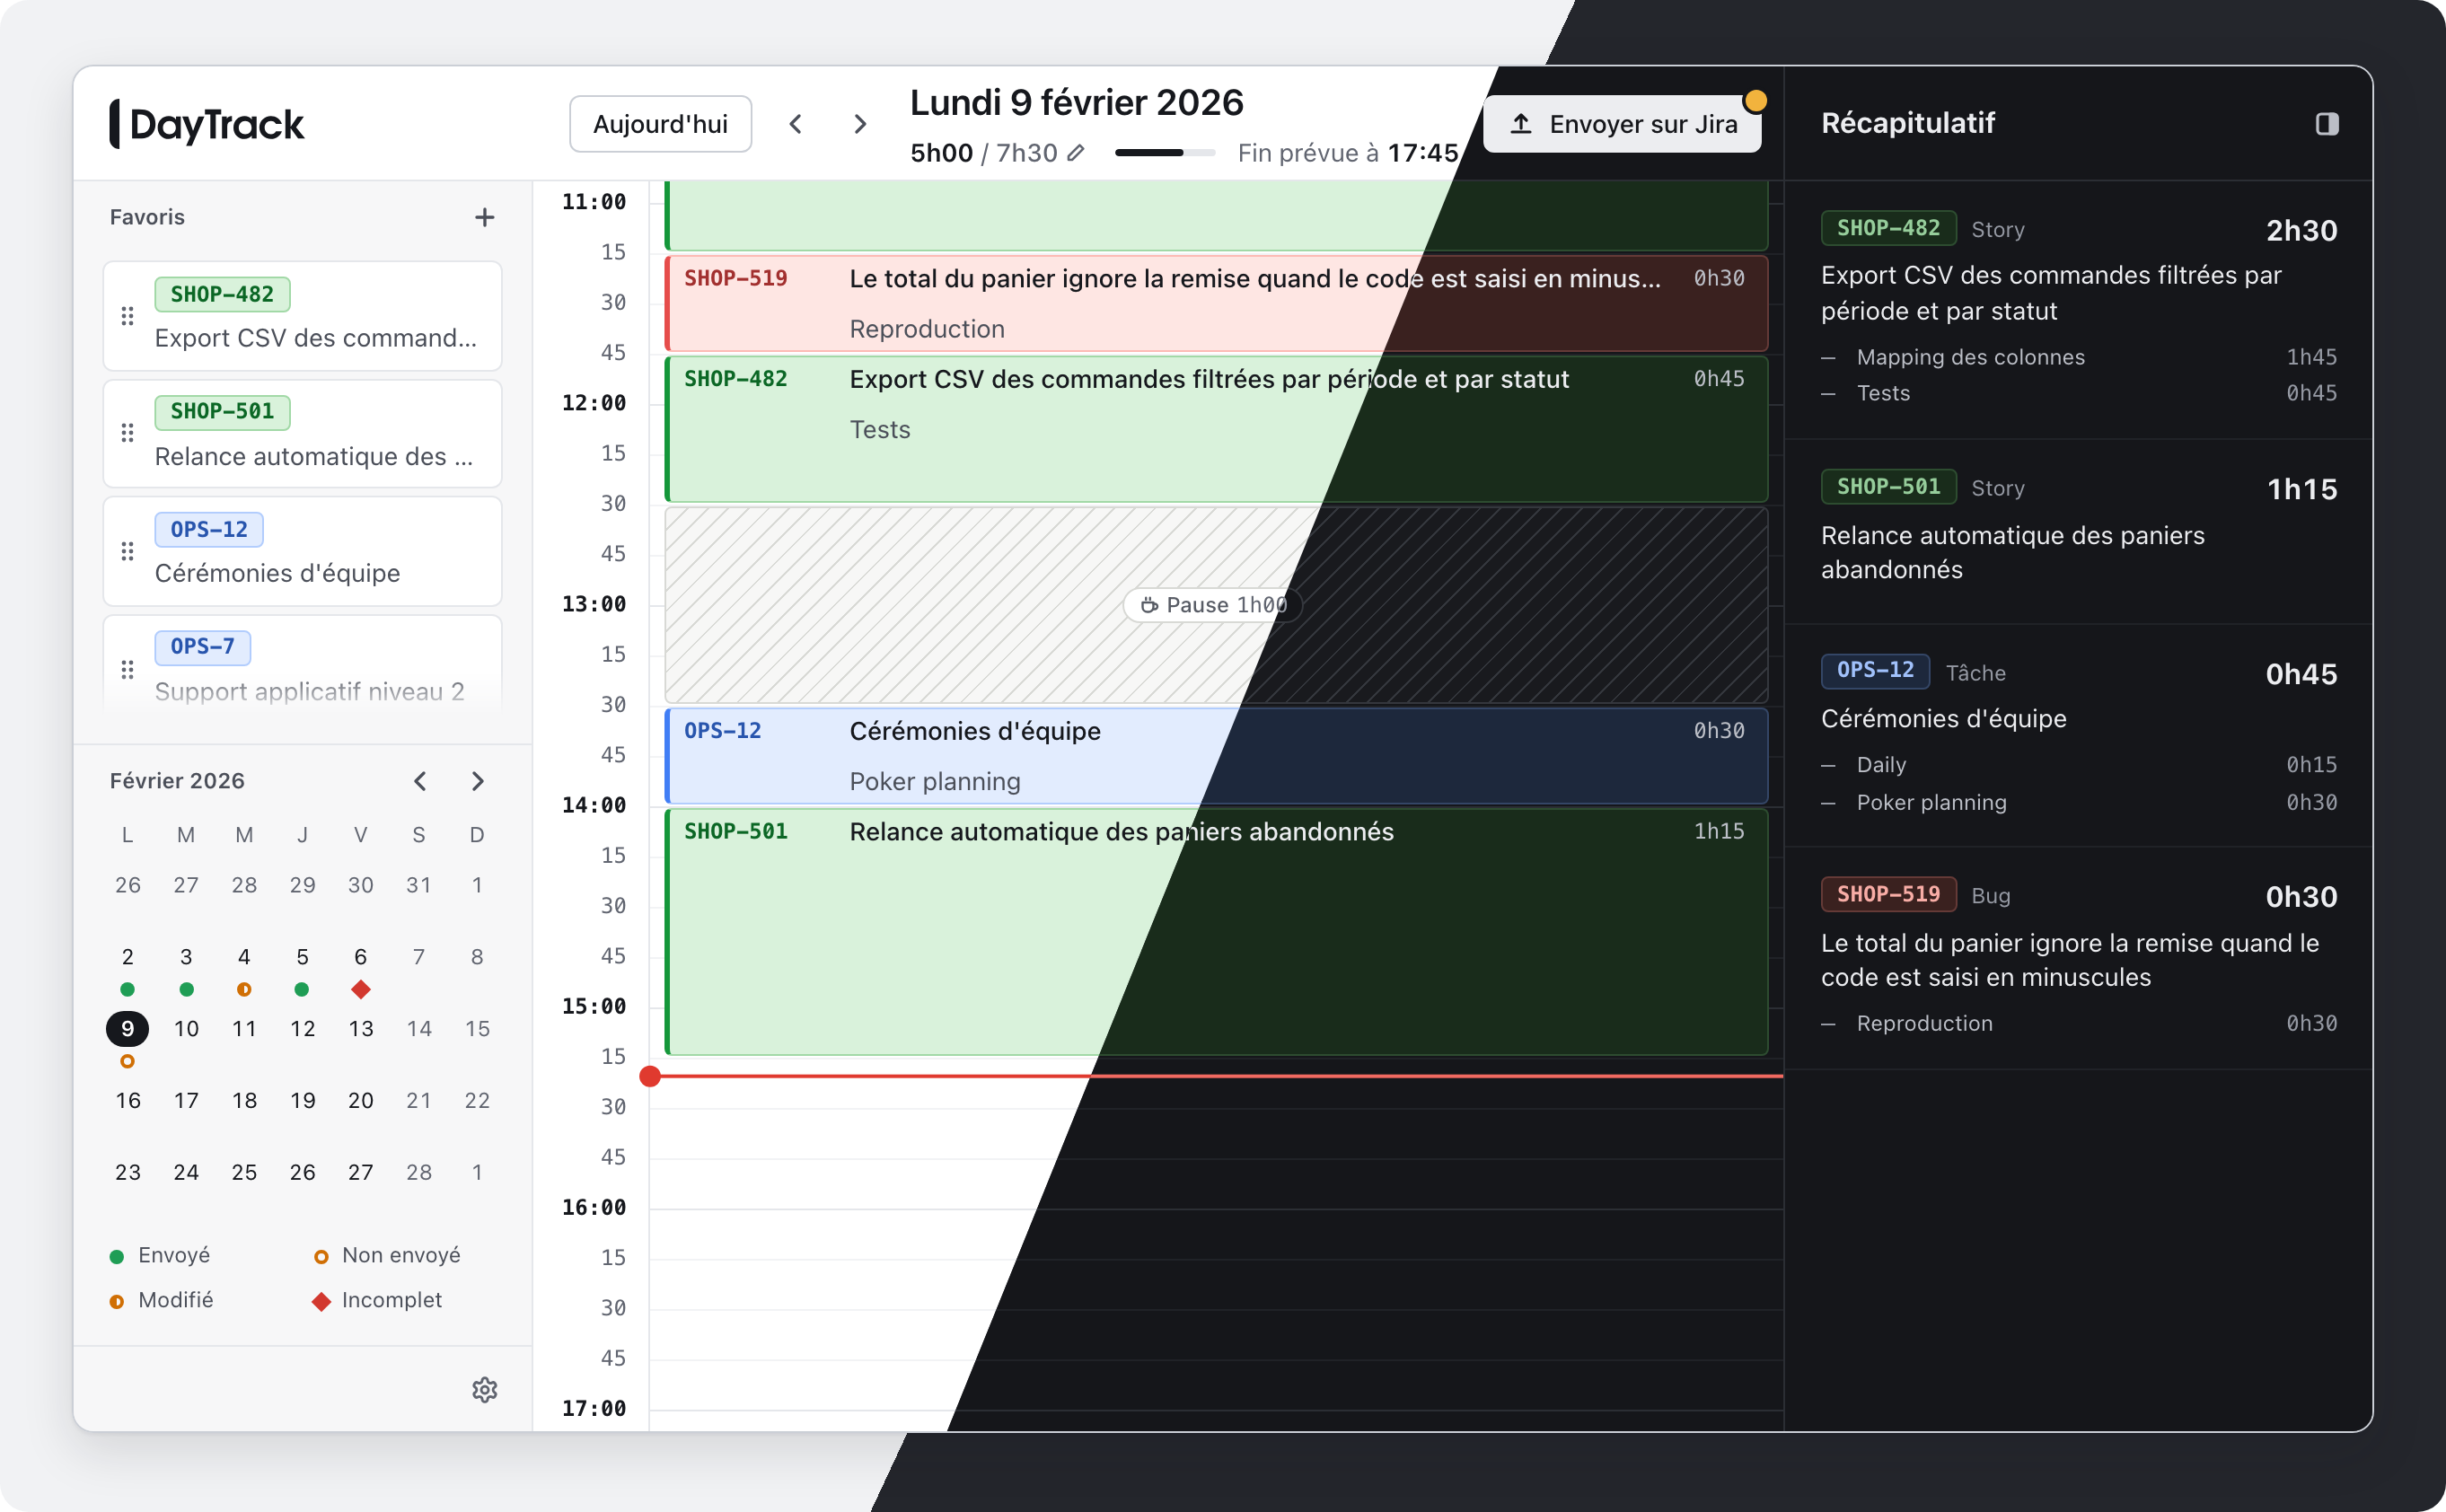 DayTrack
Aujourd'hui
Lundi 9 février 2026
5h00 / 7h30
Fin prévue à 17:45
Envoyer sur Jira
Récapitulatif
Favoris
SHOP-482
Export CSV des command...
SHOP-501
Relance automatique des ...
OPS-12
Cérémonies d'équipe
OPS-7
Support applicatif niveau 2
Février 2026
L M M J V S D
26 27 28 29 30 31 1
2 3 4 5 6 7 8
9 10 11 12 13 14 15
16 17 18 19 20 21 22
23 24 25 26 27 28 1
Envoyé
Non envoyé
Modifié
Incomplet
11:00
15
SHOP-519 Le total du panier ignore la remise quand le code est saisi en minus... 0h30
30
Reproduction
45
SHOP-482 Export CSV des commandes filtrées par période et par statut 0h45
12:00
Tests
15
30
45
13:00
Pause 1h00
15
30
OPS-12 Cérémonies d'équipe 0h30
45
Poker planning
14:00
SHOP-501 Relance automatique des paniers abandonnés 1h15
15
30
45
15:00
15
30
45
16:00
15
30
45
17:00
SHOP-482 Story 2h30
Export CSV des commandes filtrées par
période et par statut
– Mapping des colonnes 1h45
– Tests 0h45
SHOP-501 Story 1h15
Relance automatique des paniers
abandonnés
OPS-12 Tâche 0h45
Cérémonies d'équipe
– Daily 0h15
– Poker planning 0h30
SHOP-519 Bug 0h30
Le total du panier ignore la remise quand le
code est saisi en minuscules
– Reproduction 0h30